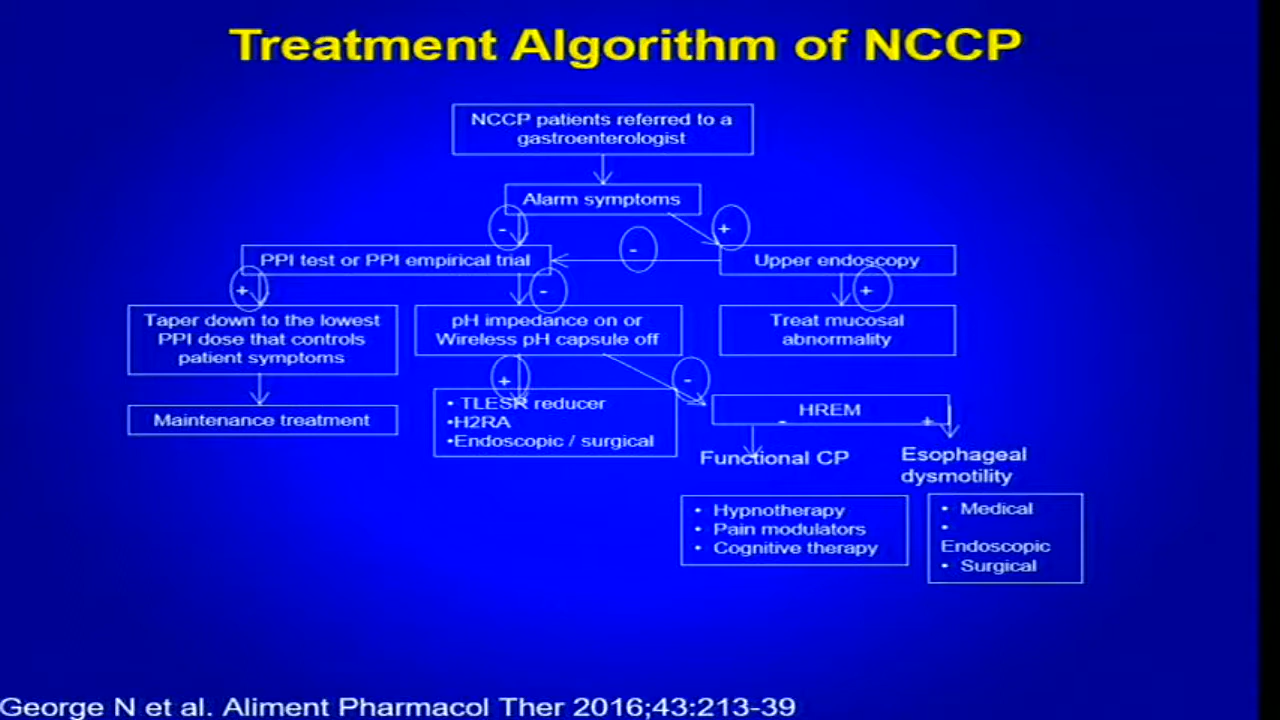 Treatment Algorithm of NCCP
NCCP patients referred to a
gastroenterologist
Alarm symptoms
-
+
-
PPI test or PPI empirical trial
Upper endoscopy
+
-
+
Taper down to the lowest
PPI dose that controls
patient symptoms
pH impedance on or
Wireless pH capsule off
Treat mucosal
abnormality
+
-
Maintenance treatment
• TLESR reducer
•H2RA
•Endoscopic / surgical
HREM
-
+
Functional CP
Esophageal
dysmotility
• Hypnotherapy
• Pain modulators
• Cognitive therapy
• Medical
•
Endoscopic
• Surgical
George N et al. Aliment Pharmacol Ther 2016;43:213-39